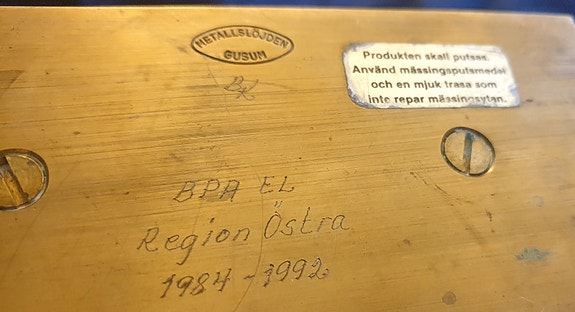 METALLSLÖJDEN
GUSUM
Produkten skall putsas.
Använd mässingsputsmedel
och en mjuk trasa som
inte repar mässingsytan.
BPA EL
Region Östra
1984-1992